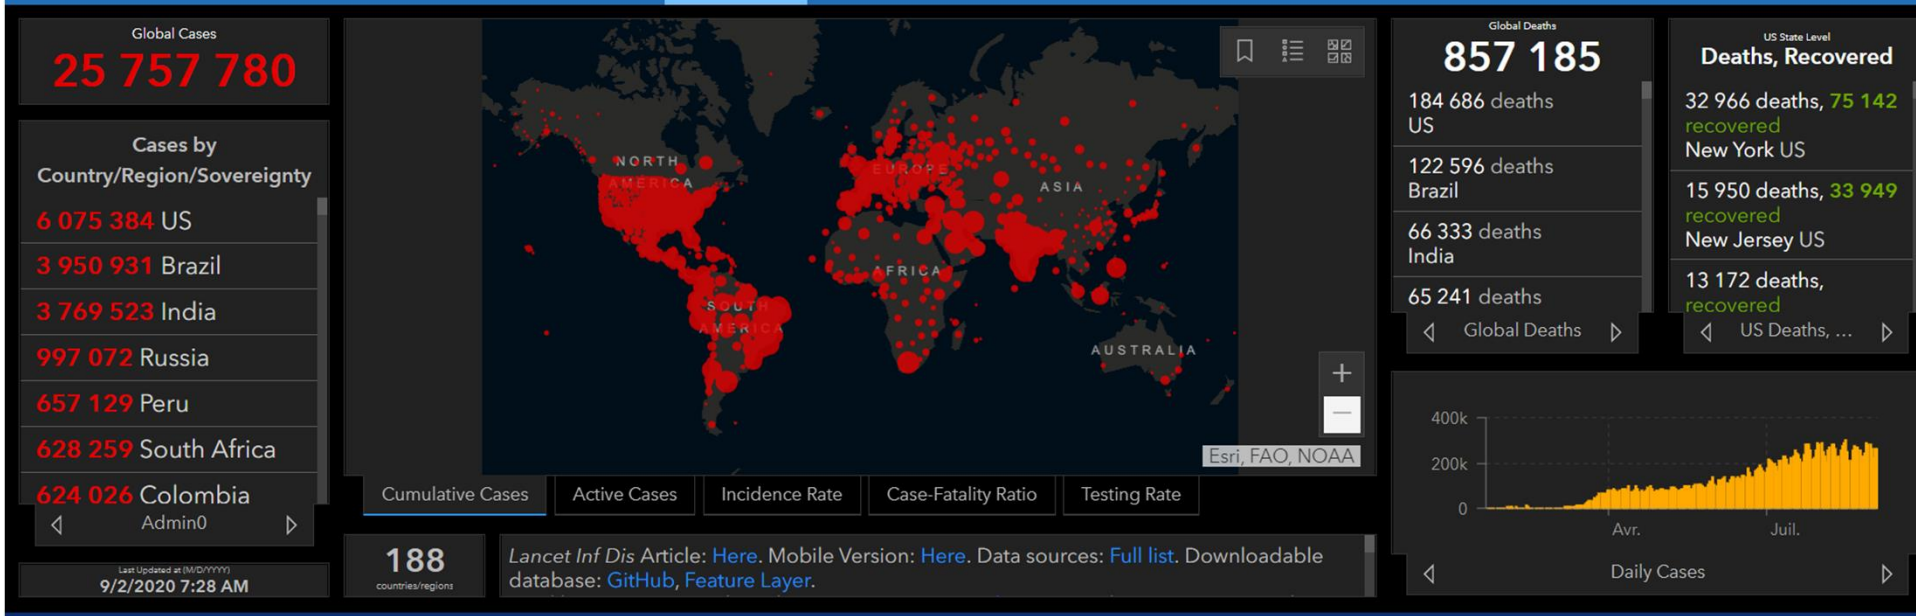 Global Cases
25 757 780
Cases by
Country/Region/Sovereignty
6 075 384 US
3 950 931 Brazil
3 769 523 India
997 072 Russia
657 129 Peru
628 259 South Africa
624 026 Colombia
Admin0
Last Updated at (M/D/YYYY)
9/2/2020 7:28 AM
NORTH
AMERICA
SOUTH
AMERICA
EUROPE
AFRICA
ASIA
AUSTRALIA
Esri, FAO, NOAA
Cumulative Cases
Active Cases
Incidence Rate
Case-Fatality Ratio
Testing Rate
188
countries/regions
Lancet Inf Dis Article: Here. Mobile Version: Here. Data sources: Full list. Downloadable
database: GitHub, Feature Layer.
Global Deaths
857 185
184 686 deaths
US
122 596 deaths
Brazil
66 333 deaths
India
65 241 deaths
Global Deaths
US State Level
Deaths, Recovered
32 966 deaths, 75 142
recovered
New York US
15 950 deaths, 33 949
recovered
New Jersey US
13 172 deaths,
recovered
US Deaths, ...
400k
200k
0
Avr.
Juil.
Daily Cases